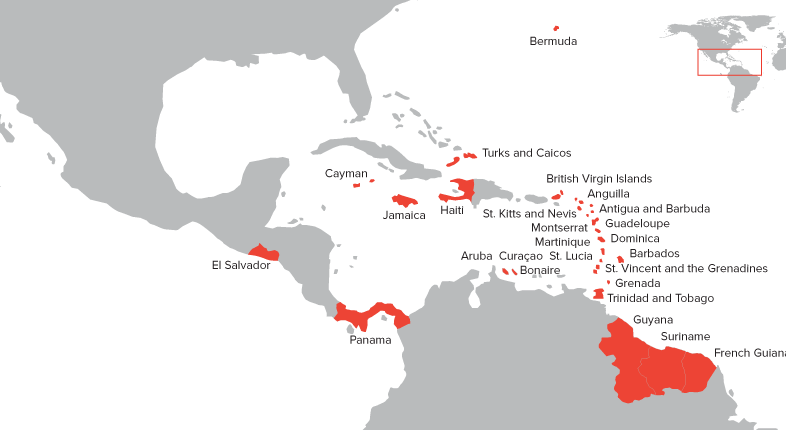 Bermuda
Turks and Caicos
Cayman
British Virgin Islands
Anguilla
Jamaica
Haiti
St. Kitts and Nevis
Antigua and Barbuda
Guadeloupe
Montserrat
Martinique
Dominica
Aruba
Curaçao
St. Lucia
Barbados
El Salvador
Bonaire
St. Vincent and the Grenadines
Grenada
Trinidad and Tobago
Panama
Guyana
Suriname
French Guiana